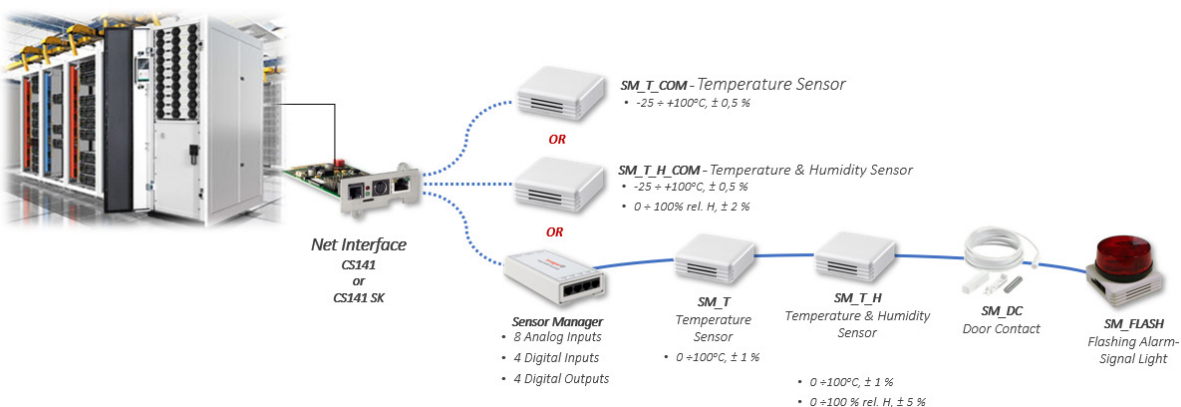 SM_T_COM - Temperature Sensor
• -25 ÷ +100°C, ± 0,5 %
OR
SM_T_H_COM - Temperature & Humidity Sensor
• -25 ÷ +100°C, ± 0,5 %
• 0 ÷ 100% rel. H, ± 2 %
OR
Net Interface
CS141
or
CS141 SK
Sensor Manager
• 8 Analog Inputs
• 4 Digital Inputs
• 4 Digital Outputs
SM_T
Temperature
Sensor
• 0 ÷100°C, ± 1 %
SM_T_H
Temperature & Humidity
Sensor
• 0 ÷100°C, ± 1 %
• 0 ÷100 % rel. H, ± 5 %
SM_DC
Door Contact
SM_FLASH
Flashing Alarm-
Signal Light